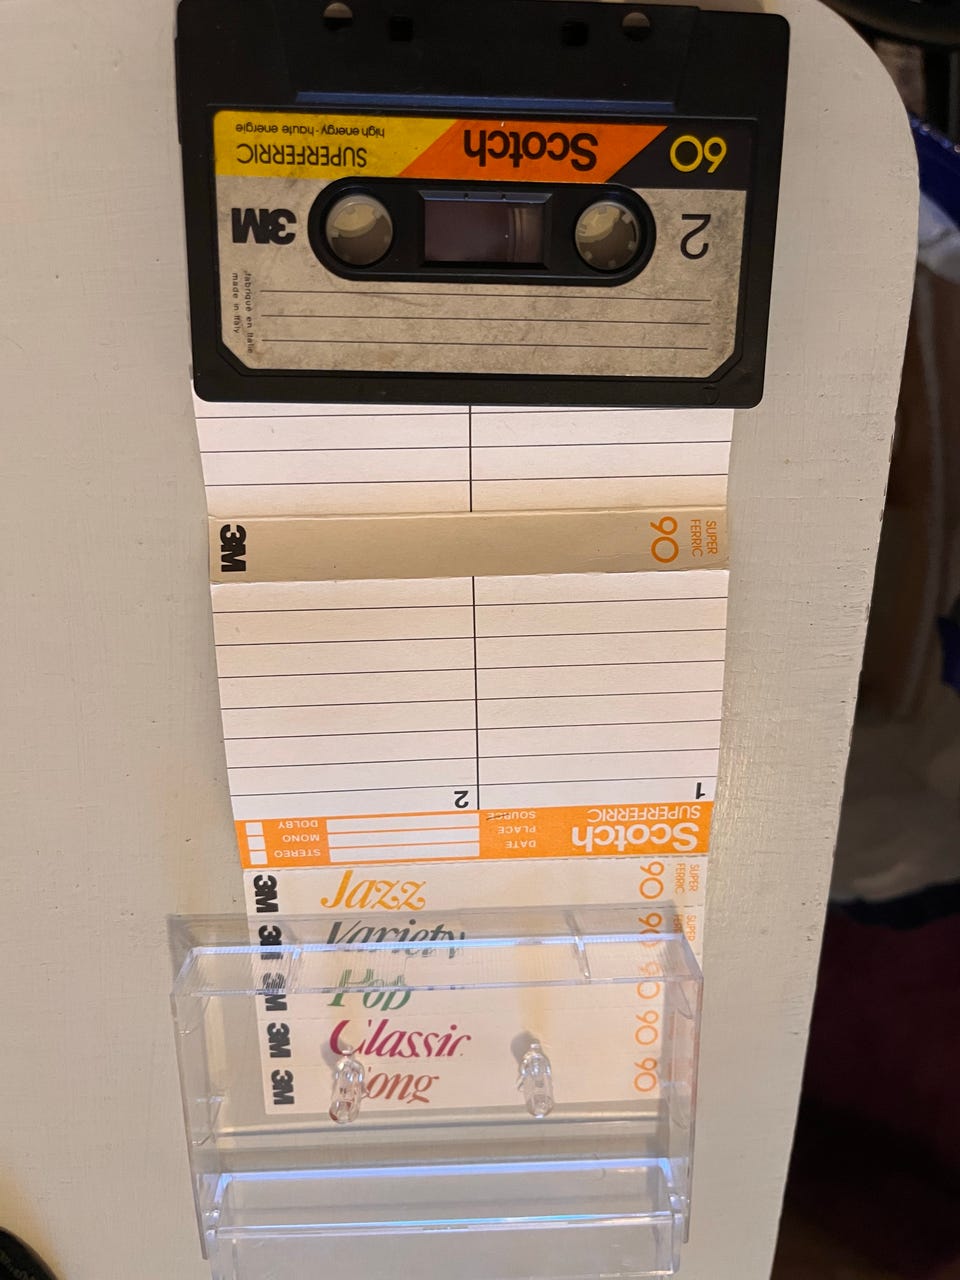 60 Scotch SUPERFERRIC
high energy · haute energie
2
3M
fabriqué en Italie
made in Italy
3M 90 SUPER
FERRIC
1 2
Scotch
SUPERFERRIC
DATE
PLACE
SOURCE
STEREO
MONO
DOLBY
3M Jazz 90 SUPER
FERRIC
3M Variety 90 SUPER
3M Pop 90
3M Classic 90
3M Song 90